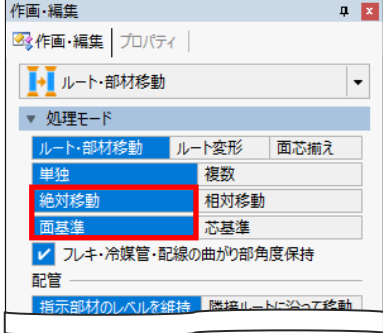 作画・編集
作画・編集 プロパティ
ルート・部材移動
処理モード
ルート・部材移動 ルート変形 面芯揃え
単独 複数
絶対移動 相対移動
面基準 芯基準
フレキ・冷媒管・配線の曲がり部角度保持
配管
指示部材のレベルを維持 隣接ルートに沿って移動